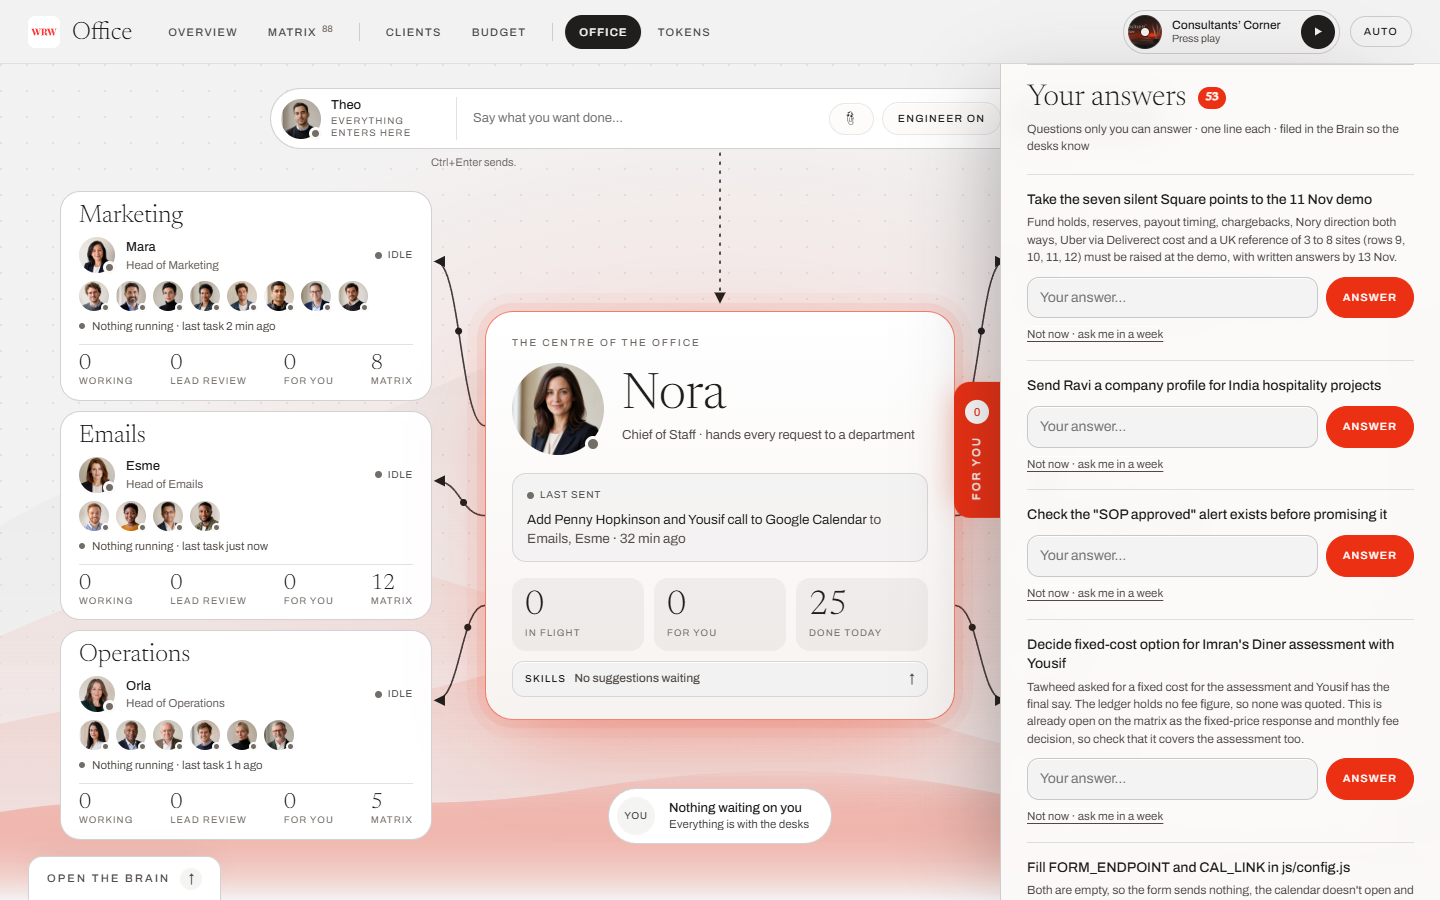 WRW Office
OVERVIEW
MATRIX 88
CLIENTS
BUDGET
OFFICE
TOKENS
Consultants' Corner
Press play
AUTO
Theo
EVERYTHING
ENTERS HERE
Say what you want done...
ENGINEER ON
Ctrl+Enter sends.
Marketing
Mara
Head of Marketing
IDLE
Nothing running · last task 2 min ago
0 0 0 8
WORKING LEAD REVIEW FOR YOU MATRIX
Emails
Esme
Head of Emails
IDLE
Nothing running · last task just now
0 0 0 12
WORKING LEAD REVIEW FOR YOU MATRIX
Operations
Orla
Head of Operations
IDLE
Nothing running · last task 1 h ago
0 0 0 5
WORKING LEAD REVIEW FOR YOU MATRIX
OPEN THE BRAIN ↑
THE CENTRE OF THE OFFICE
Nora
Chief of Staff · hands every request to a department
LAST SENT
Add Penny Hopkinson and Yousif call to Google Calendar to
Emails, Esme · 32 min ago
0 0 25
IN FLIGHT FOR YOU DONE TODAY
SKILLS No suggestions waiting ↑
YOU
Nothing waiting on you
Everything is with the desks
0
FOR YOU
Your answers 53
Questions only you can answer · one line each · filed in the Brain so the
desks know
Take the seven silent Square points to the 11 Nov demo
Fund holds, reserves, payout timing, chargebacks, Nory direction both
ways, Uber via Deliverect cost and a UK reference of 3 to 8 sites (rows 9,
10, 11, 12) must be raised at the demo, with written answers by 13 Nov.
Your answer...
ANSWER
Not now · ask me in a week
Send Ravi a company profile for India hospitality projects
Your answer...
ANSWER
Not now · ask me in a week
Check the "SOP approved" alert exists before promising it
Your answer...
ANSWER
Not now · ask me in a week
Decide fixed-cost option for Imran's Diner assessment with
Yousif
Tawheed asked for a fixed cost for the assessment and Yousif has the
final say. The ledger holds no fee figure, so none was quoted. This is
already open on the matrix as the fixed-price response and monthly fee
decision, so check that it covers the assessment too.
Your answer...
ANSWER
Not now · ask me in a week
Fill FORM_ENDPOINT and CAL_LINK in js/config.js
Both are empty, so the form sends nothing, the calendar doesn't open and